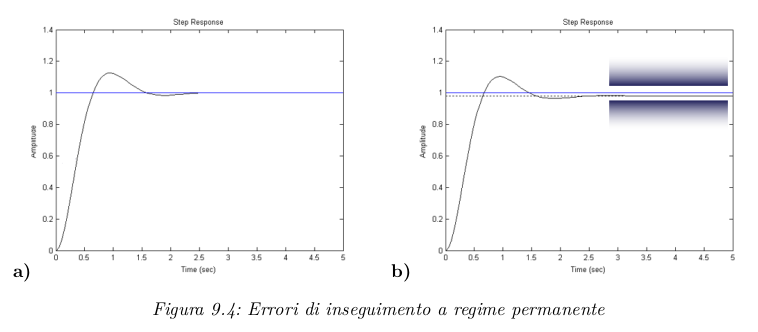 Step Response
1.4
1.2
1
0.8
0.6
0.4
0.2
0
Amplitude
0 0.5 1 1.5 2 2.5 3 3.5 4 4.5 5
Time (sec)
a)
Step Response
1.4
1.2
1
0.8
0.6
0.4
0.2
0
Amplitude
0 0.5 1 1.5 2 2.5 3 3.5 4 4.5 5
Time (sec)
b)
Figura 9.4: Errori di inseguimento a regime permanente